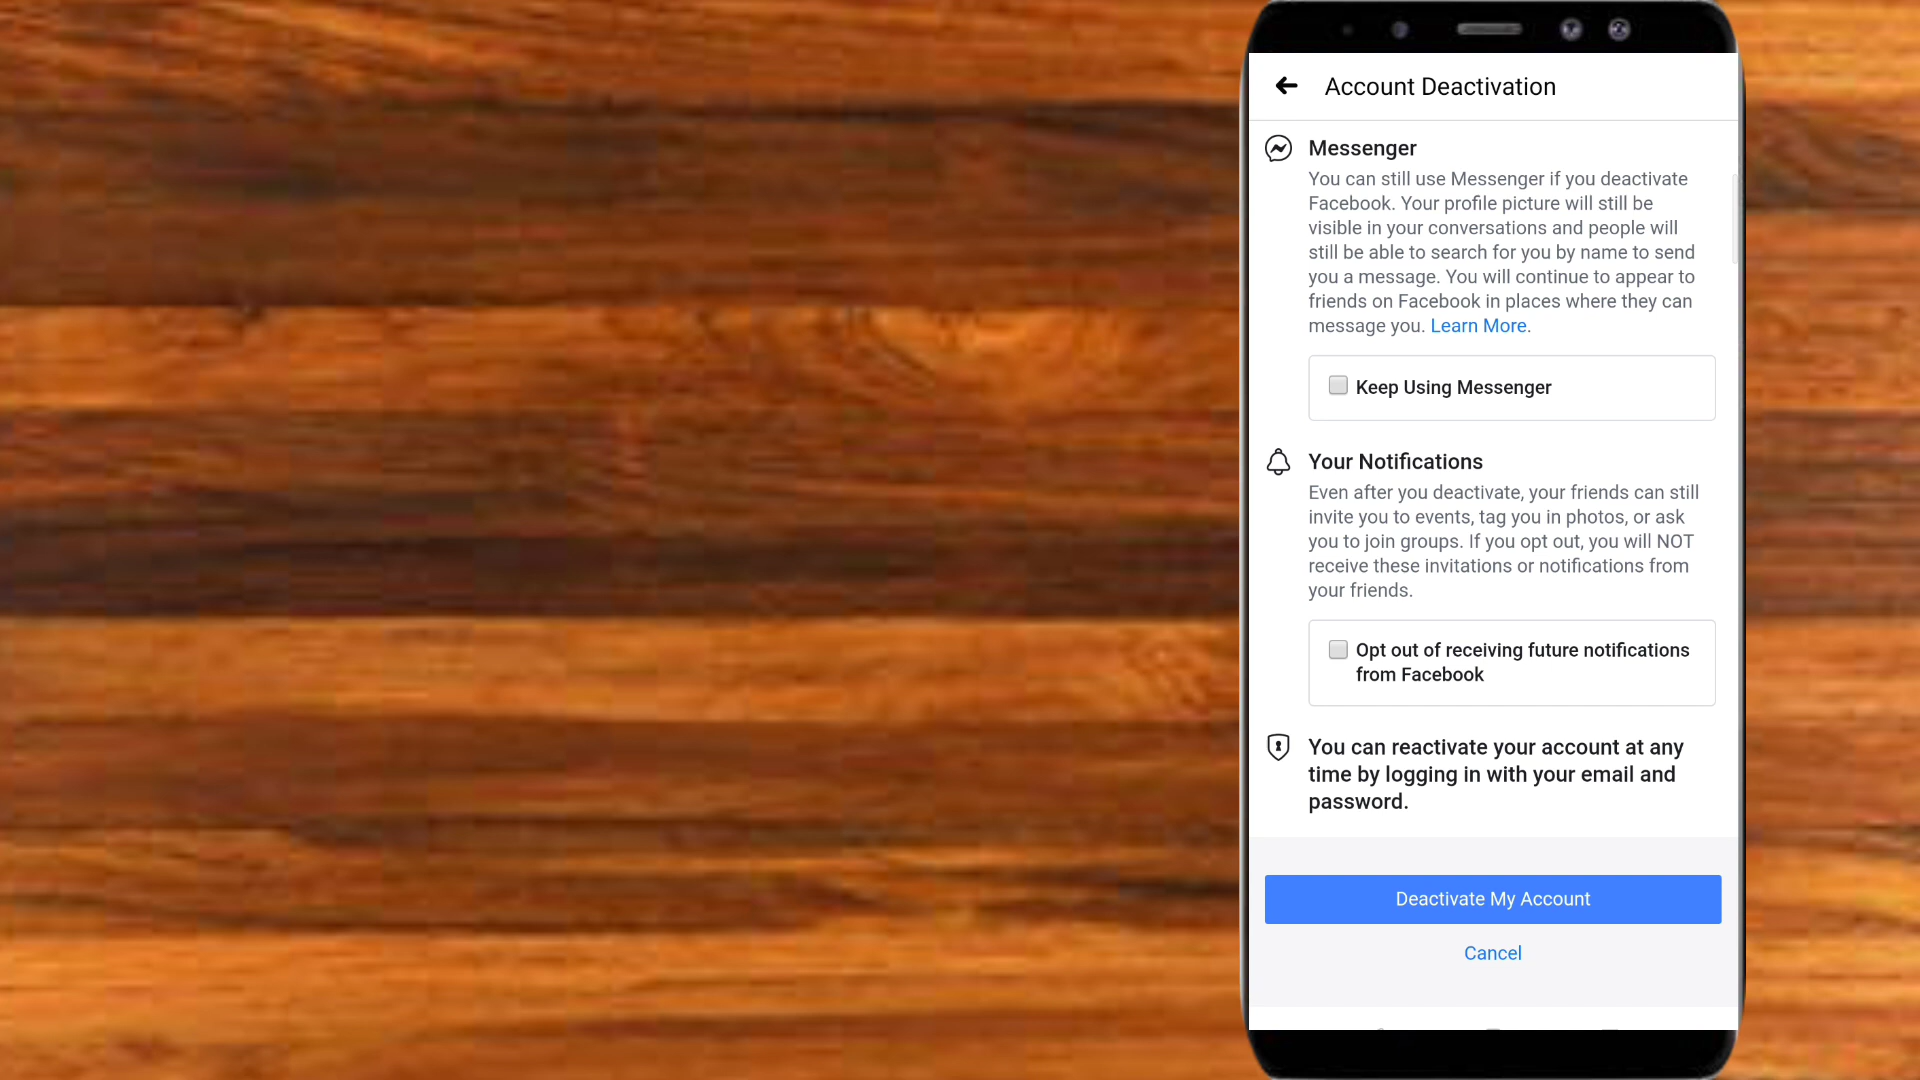 Account Deactivation
Messenger
You can still use Messenger if you deactivate
Facebook. Your profile picture will still be
visible in your conversations and people will
still be able to search for you by name to send
you a message. You will continue to appear to
friends on Facebook in places where they can
message you. Learn More.
Keep Using Messenger
Your Notifications
Even after you deactivate, your friends can still
invite you to events, tag you in photos, or ask
you to join groups. If you opt out, you will NOT
receive these invitations or notifications from
your friends.
Opt out of receiving future notifications
from Facebook
You can reactivate your account at any
time by logging in with your email and
password.
Deactivate My Account
Cancel